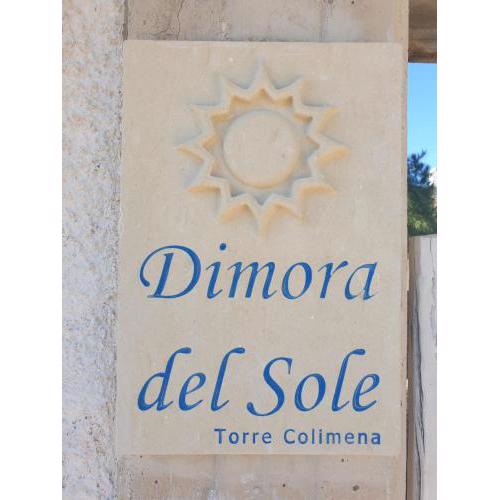 Dimora
del Sole
Torre Colimena